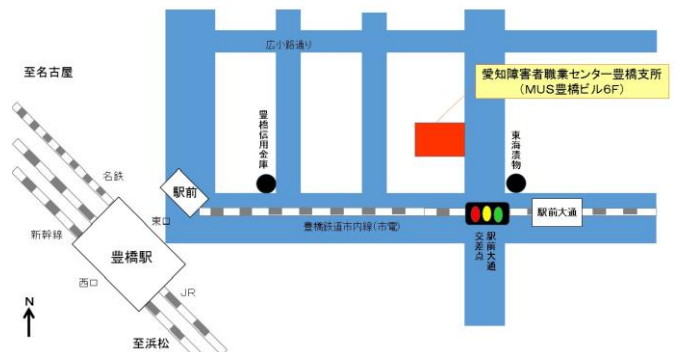 広小路通り
至名古屋
愛知障害者職業センター豊橋支所
（MUS豊橋ビル6F）
豊橋信用金庫
東海漬物
名鉄
駅前
東口
駅前大通
新幹線
豊橋鉄道市内線(市電)
豊橋駅
駅前大通
交差点
西口
JR
N
至浜松